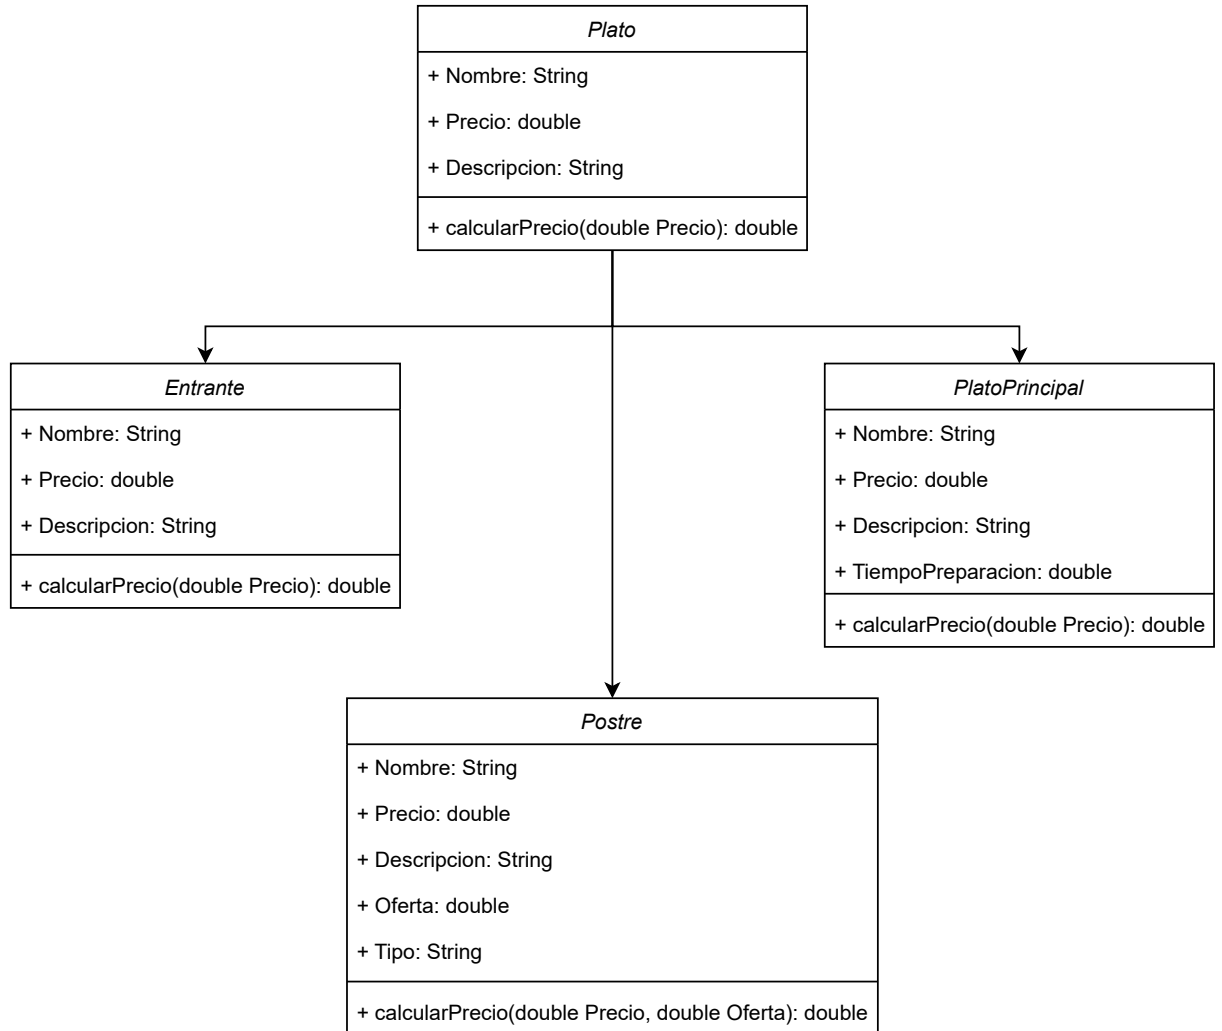 Plato
+ Nombre: String
+ Precio: double
+ Descripcion: String
+ calcularPrecio(double Precio): double
Entrante
+ Nombre: String
+ Precio: double
+ Descripcion: String
+ calcularPrecio(double Precio): double
PlatoPrincipal
+ Nombre: String
+ Precio: double
+ Descripcion: String
+ TiempoPreparacion: double
+ calcularPrecio(double Precio): double
Postre
+ Nombre: String
+ Precio: double
+ Descripcion: String
+ Oferta: double
+ Tipo: String
+ calcularPrecio(double Precio, double Oferta): double